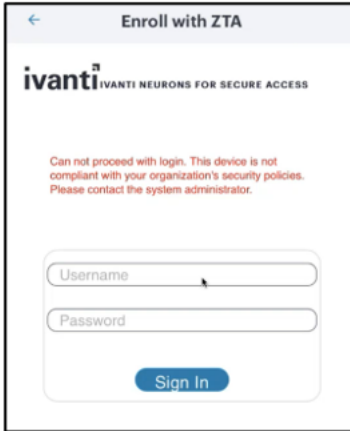 Enroll with ZTA
ivanti IVANTI NEURONS FOR SECURE ACCESS
Can not proceed with login. This device is not
compliant with your organization's security policies.
Please contact the system administrator.
Username
Password
Sign In